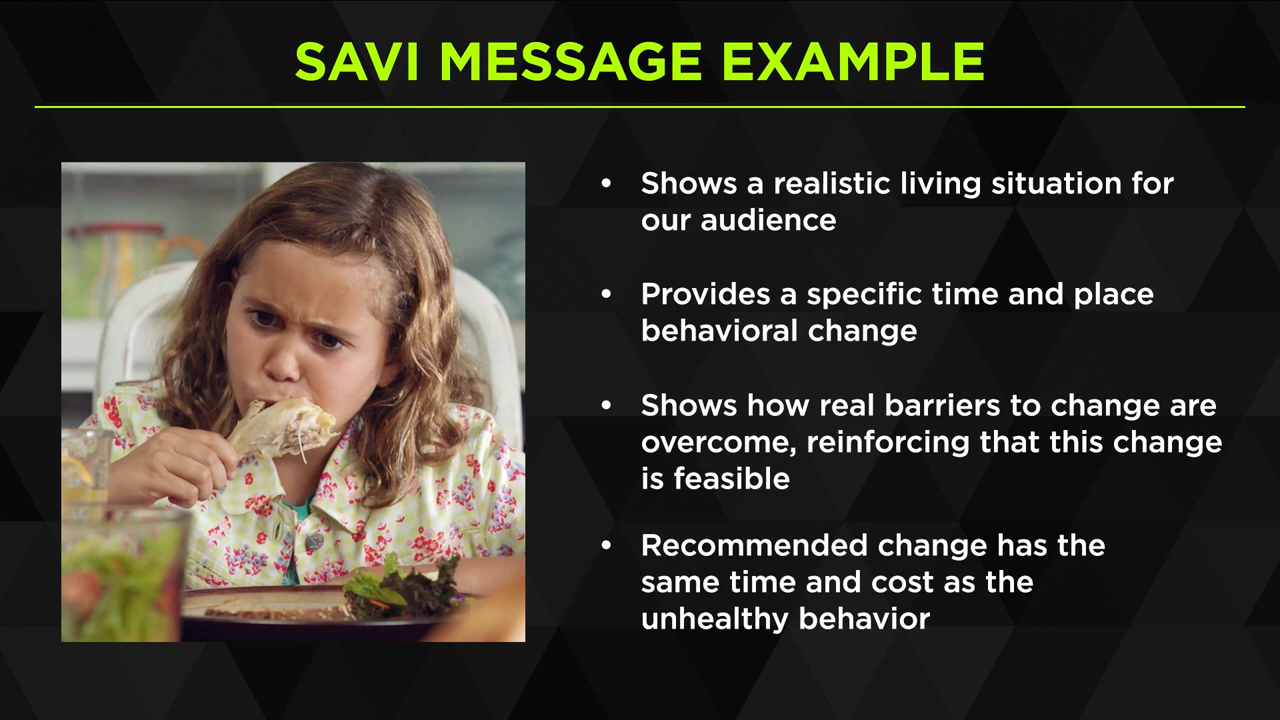 SAVI MESSAGE EXAMPLE
• Shows a realistic living situation for
our audience
• Provides a specific time and place
behavioral change
• Shows how real barriers to change are
overcome, reinforcing that this change
is feasible
• Recommended change has the
same time and cost as the
unhealthy behavior